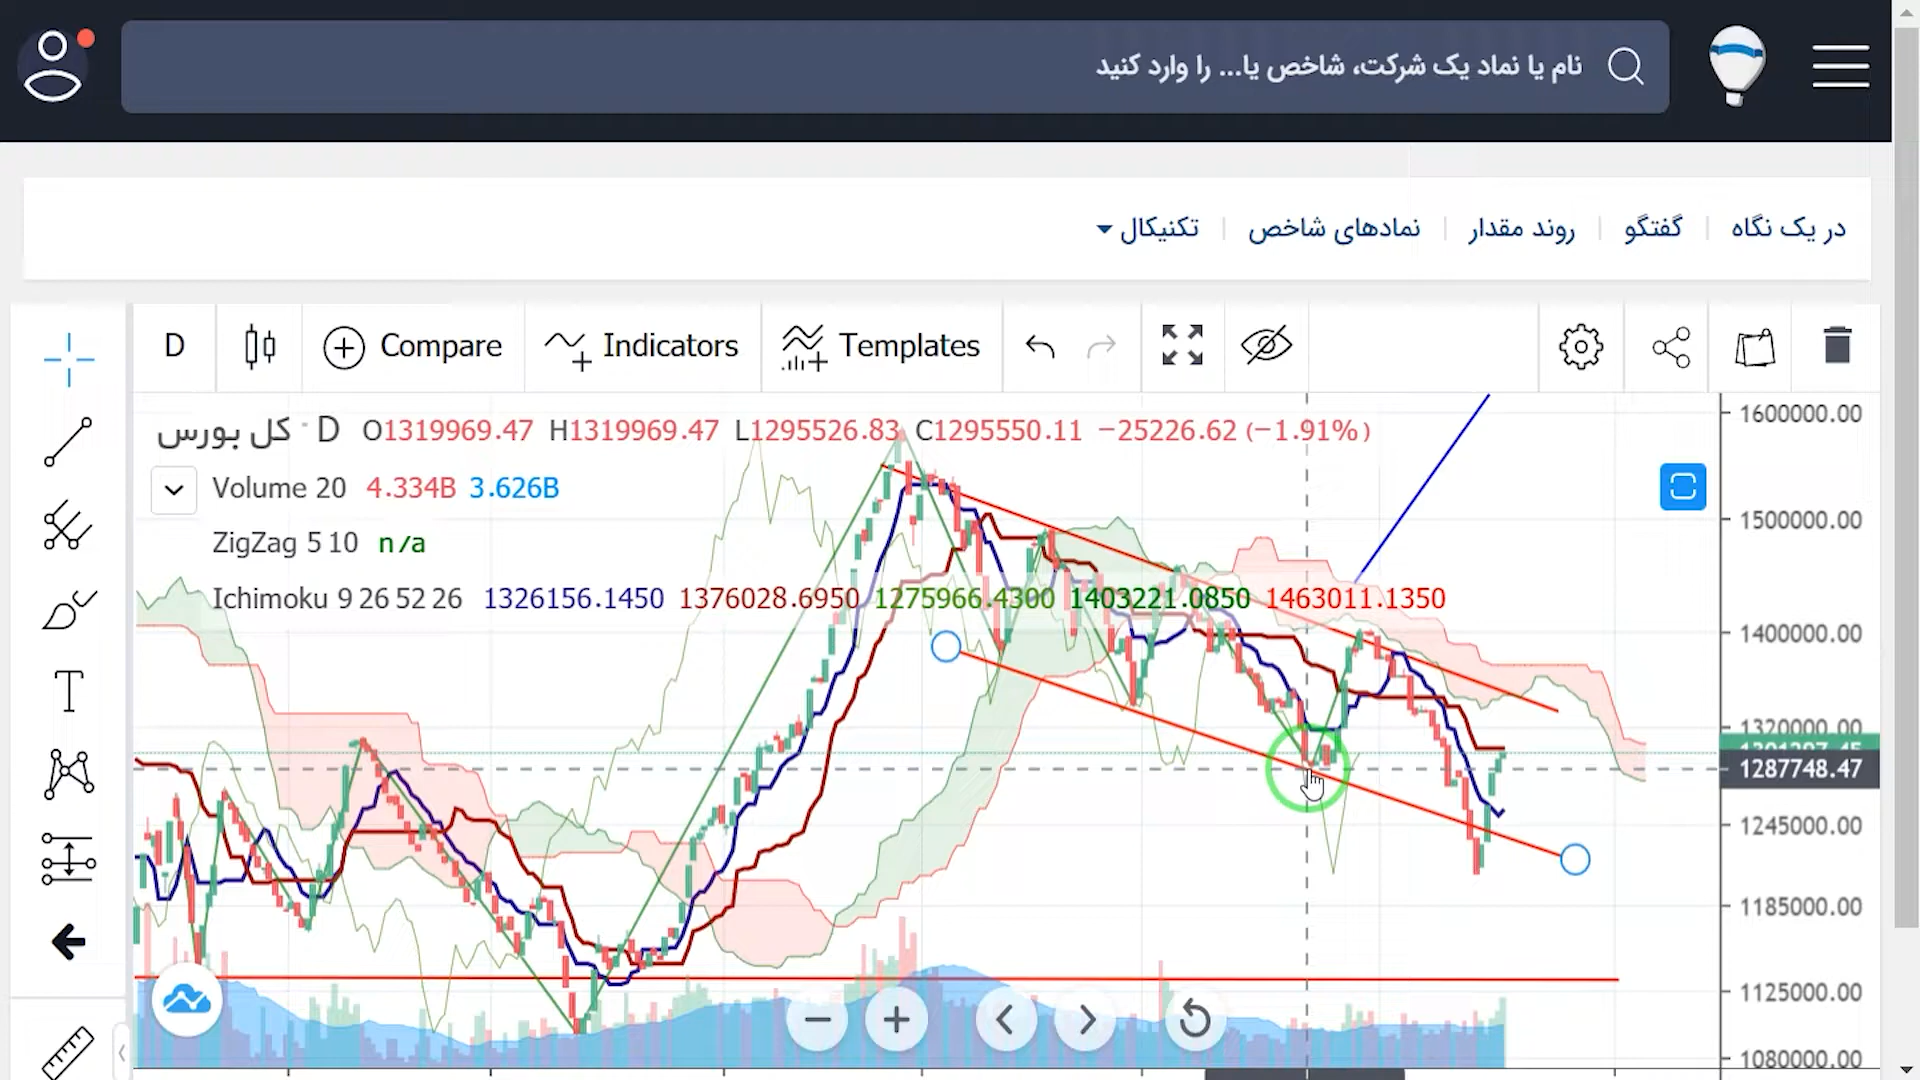 نام یا نماد یک شرکت، شاخص یا... را وارد کنید
در یک نگاه | گفتگو | روند مقدار | نمادهای شاخص | تکنیکال
D Compare Indicators Templates
کل بورس · D O1319969.47 H1319969.47 L1295526.83 C1295550.11 −25226.62 (−1.91%)
Volume 20 4.334B 3.626B
ZigZag 5 10 n/a
Ichimoku 9 26 52 26 1326156.1450 1376028.6950 1275966.4300 1403221.0850 1463011.1350
1600000.00
1500000.00
1400000.00
1320000.00
1287748.47
1245000.00
1185000.00
1125000.00
1080000.00